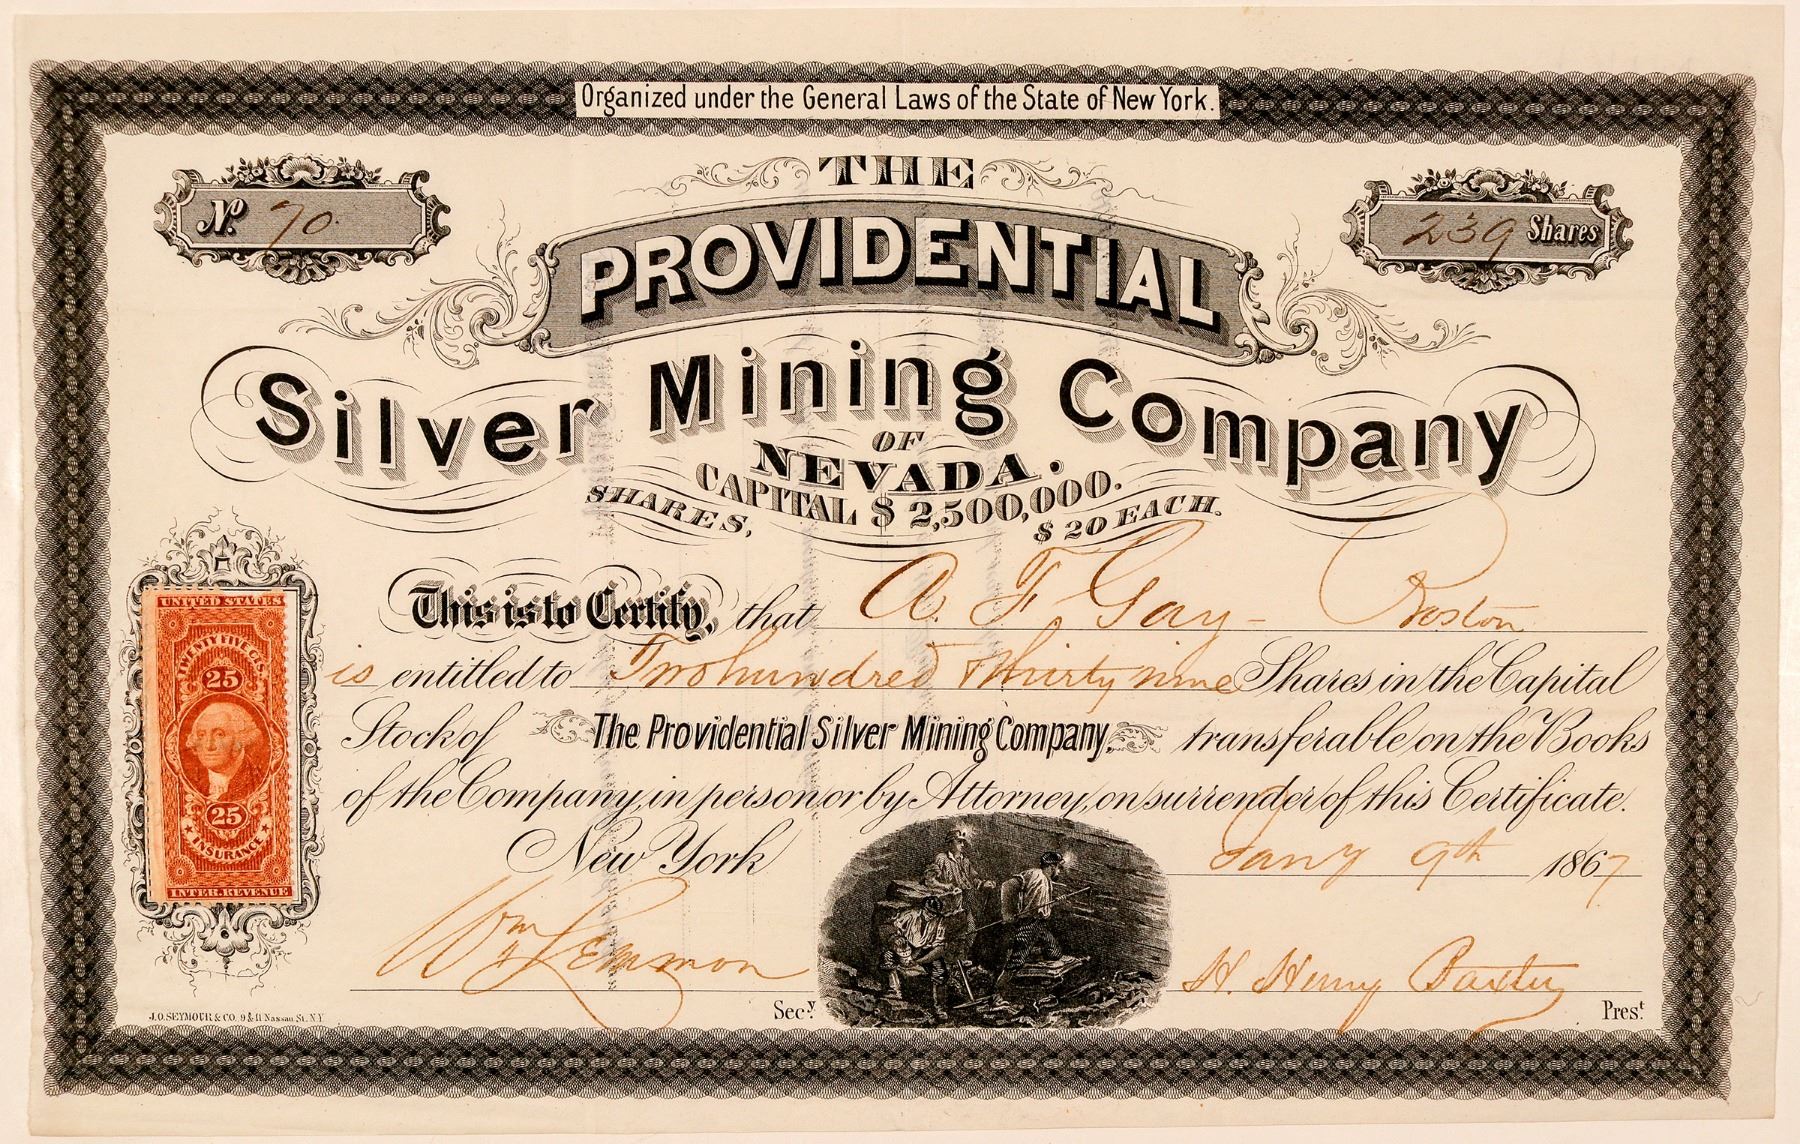 Organized under the General Laws of the State of New York.
No. 70.
239 Shares
THE
PROVIDENTIAL
Silver Mining Company
OF
NEVADA.
CAPITAL $2,500,000.
SHARES, $20 EACH.
This is to Certify, that A. F. Gay - Boston
is entitled to Two hundred & thirty nine Shares in the Capital
Stock of The Providential Silver Mining Company, transferable on the Books
of the Company, in person or by Attorney, on surrender of this Certificate.
New York Jany 9th 1867
Wm Lemmon Secy.
H. Henry Baxter Prest.
UNITED STATES
TWENTY FIVE CTS.
25
25
INSURANCE
INTER. REVENUE
J.O. SEYMOUR & CO. 9 & 11 Nassau St. N.Y.